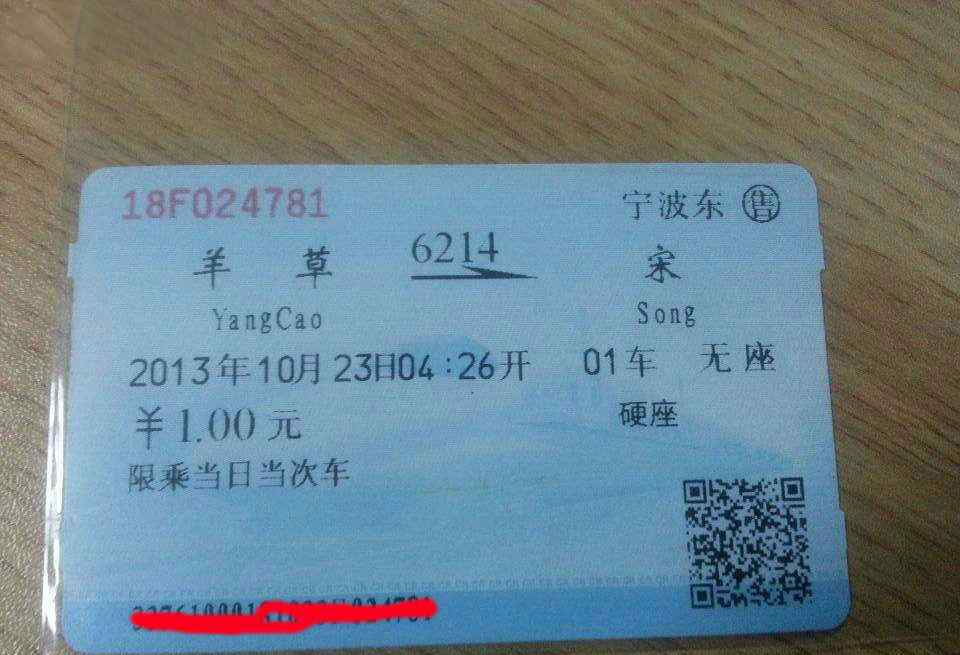 18F024781 宁波东 售
羊草 6214 宋
YangCao Song
2013年10月23日04:26开 01车 无座
￥1.00元 硬座
限乘当日当次车